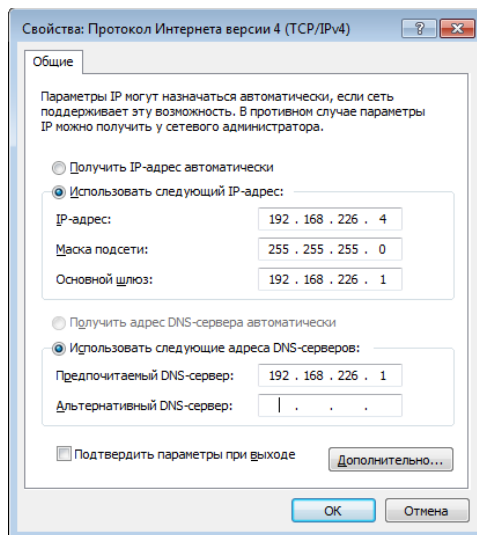 Свойства: Протокол Интернета версии 4 (TCP/IPv4)
Общие
Параметры IP могут назначаться автоматически, если сеть
поддерживает эту возможность. В противном случае параметры
IP можно получить у сетевого администратора.
Получить IP-адрес автоматически
Использовать следующий IP-адрес:
IP-адрес: 192 . 168 . 226 . 4
Маска подсети: 255 . 255 . 255 . 0
Основной шлюз: 192 . 168 . 226 . 1
Получить адрес DNS-сервера автоматически
Использовать следующие адреса DNS-серверов:
Предпочитаемый DNS-сервер: 192 . 168 . 226 . 1
Альтернативный DNS-сервер: . . .
Подтвердить параметры при выходе
Дополнительно...
ОК Отмена